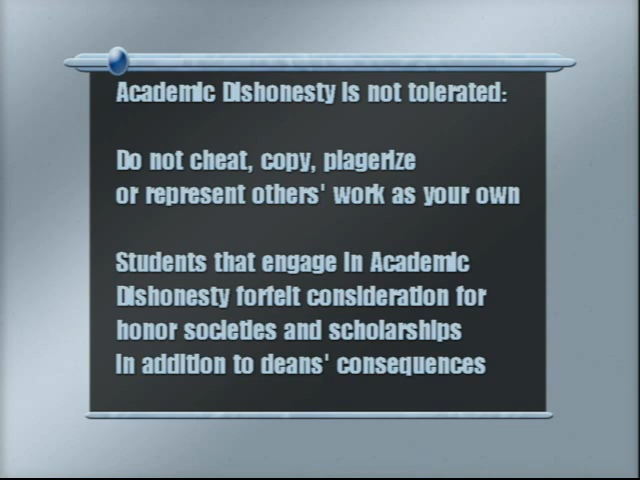 Academic Dishonesty is not tolerated:
Do not cheat, copy, plagerize
or represent others' work as your own
Students that engage in Academic
Dishonesty forfeit consideration for
honor societies and scholarships
in addition to deans' consequences